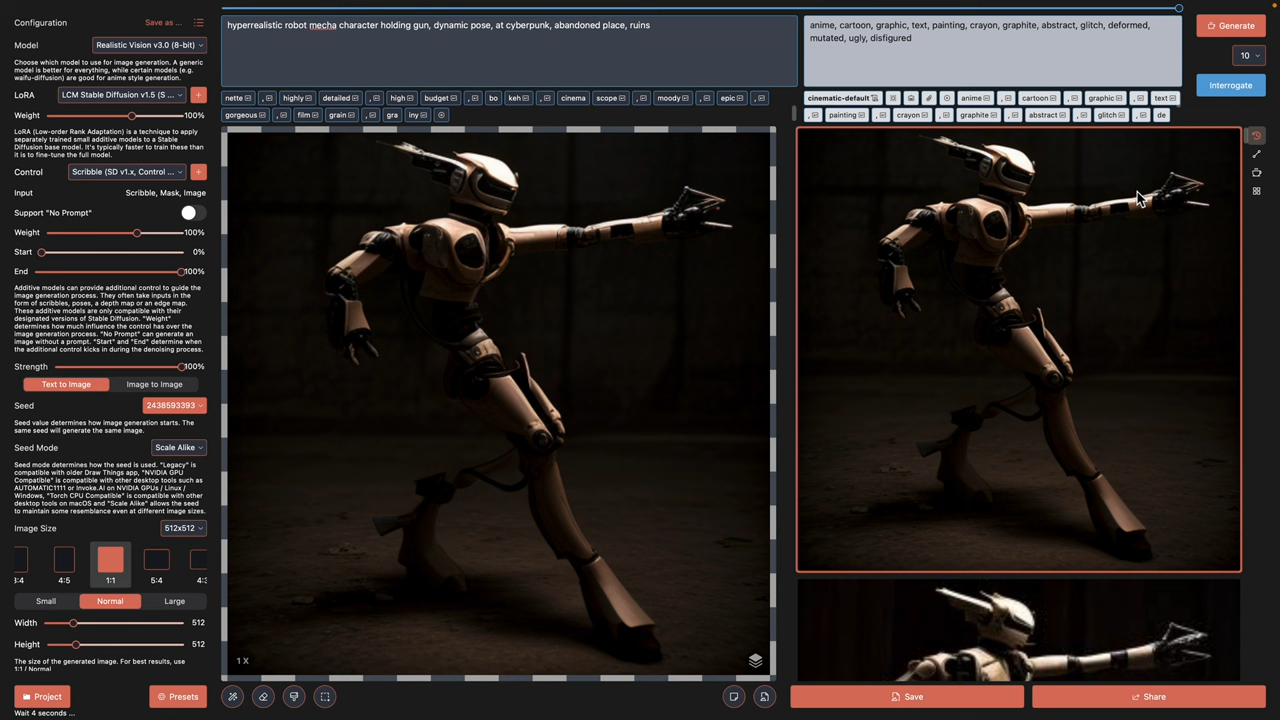 Configuration
Save as ...
Model
Realistic Vision v3.0 (8-bit)
Choose which model to use for image generation. A generic
model is better for everything, while certain models (e.g.
waifu-diffusion) are good for anime style generation.
LoRA
LCM Stable Diffusion v1.5 (S ...
Weight
100%
LoRA (Low-order Rank Adaptation) is a technique to apply
separately trained small additive models to a Stable
Diffusion base model. It's typically faster to train these than
it is to fine-tune the full model.
Control
Scribble (SD v1.x, Control ...
Input
Scribble, Mask, Image
Support "No Prompt"
Weight
100%
Start
0%
End
100%
Additive models can provide additional control to guide the
image generation process. They often take inputs in the
form of scribbles, poses, a depth map or an edge map.
These additive models are only compatible with their
designated versions of Stable Diffusion. "Weight"
determines how much influence the control has over the
image generation process. "No Prompt" can generate an
image without a prompt. "Start" and "End" determine when
the additional control kicks in during the denoising process.
Strength
100%
Text to Image
Image to Image
Seed
2438593393
Seed value determines how image generation starts. The
same seed will generate the same image.
Seed Mode
Scale Alike
Seed mode determines how the seed is used. "Legacy" is
compatible with older Draw Things app, "NVIDIA GPU
Compatible" is compatible with other desktop tools such as
AUTOMATIC1111 or Invoke.AI on NVIDIA GPUs / Linux /
Windows, "Torch CPU Compatible" is compatible with other
desktop tools on macOS and "Scale Alike" allows the seed
to maintain some resemblance even at different image sizes.
Image Size
512x512
3:4
4:5
1:1
5:4
4:3
Small
Normal
Large
Width
512
Height
512
The size of the generated image. For best results, use
1:1 / Normal
Project
Presets
Wait 4 seconds ...
hyperrealistic robot mecha character holding gun, dynamic pose, at cyberpunk, abandoned place, ruins
nette , highly detailed , high budget , bo keh , cinema scope , moody , epic ,
gorgeous , film grain , gra iny
1 X
anime, cartoon, graphic, text, painting, crayon, graphite, abstract, glitch, deformed,
mutated, ugly, disfigured
cinematic-default anime , cartoon , graphic , text
, painting , crayon , graphite , abstract , glitch , de
Generate
10
Interrogate
Save
Share